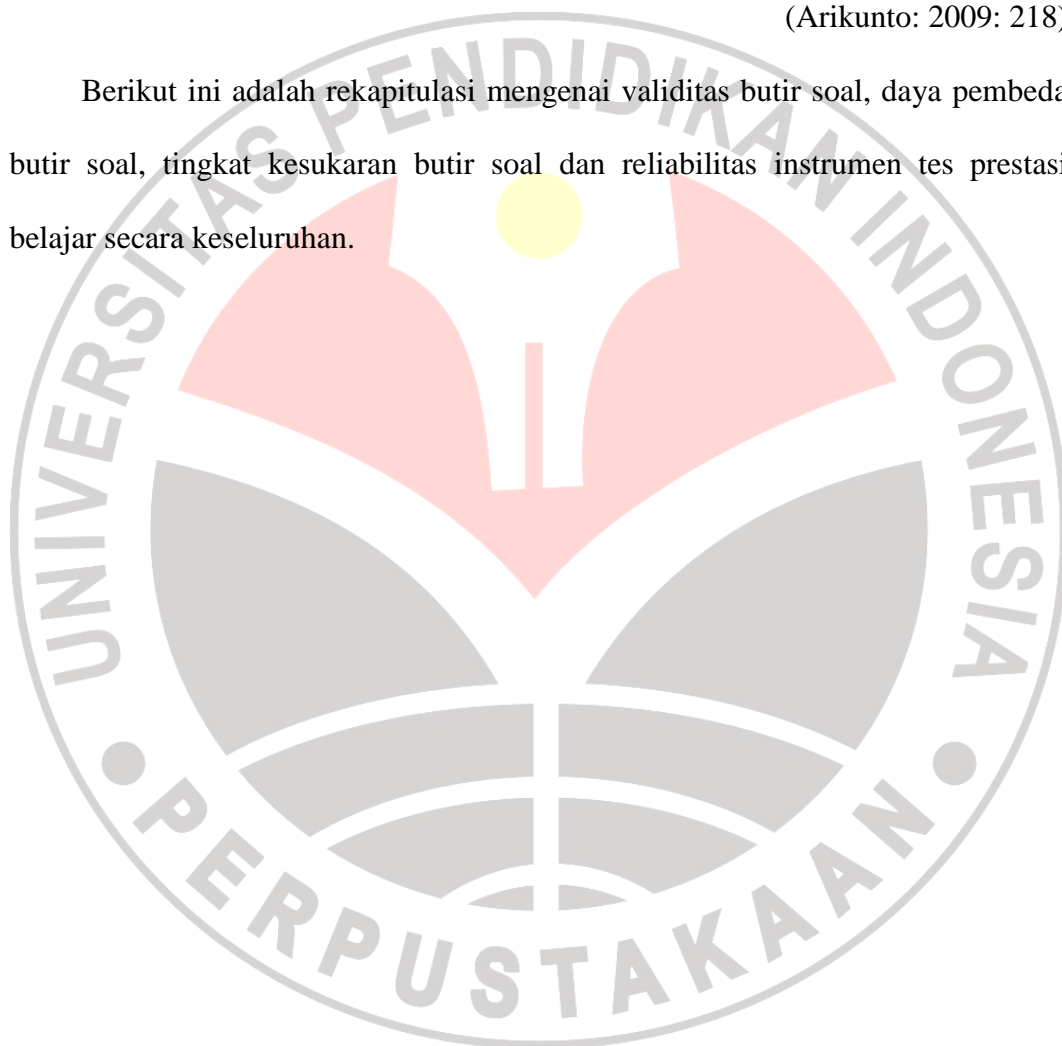 (Arikunto: 2009: 218)
Berikut ini adalah rekapitulasi mengenai validitas butir soal, daya pembeda
butir soal, tingkat kesukaran butir soal dan reliabilitas instrumen tes prestasi
belajar secara keseluruhan.
UNIVERSITAS PENDIDIKAN INDONESIA
PERPUSTAKAAN